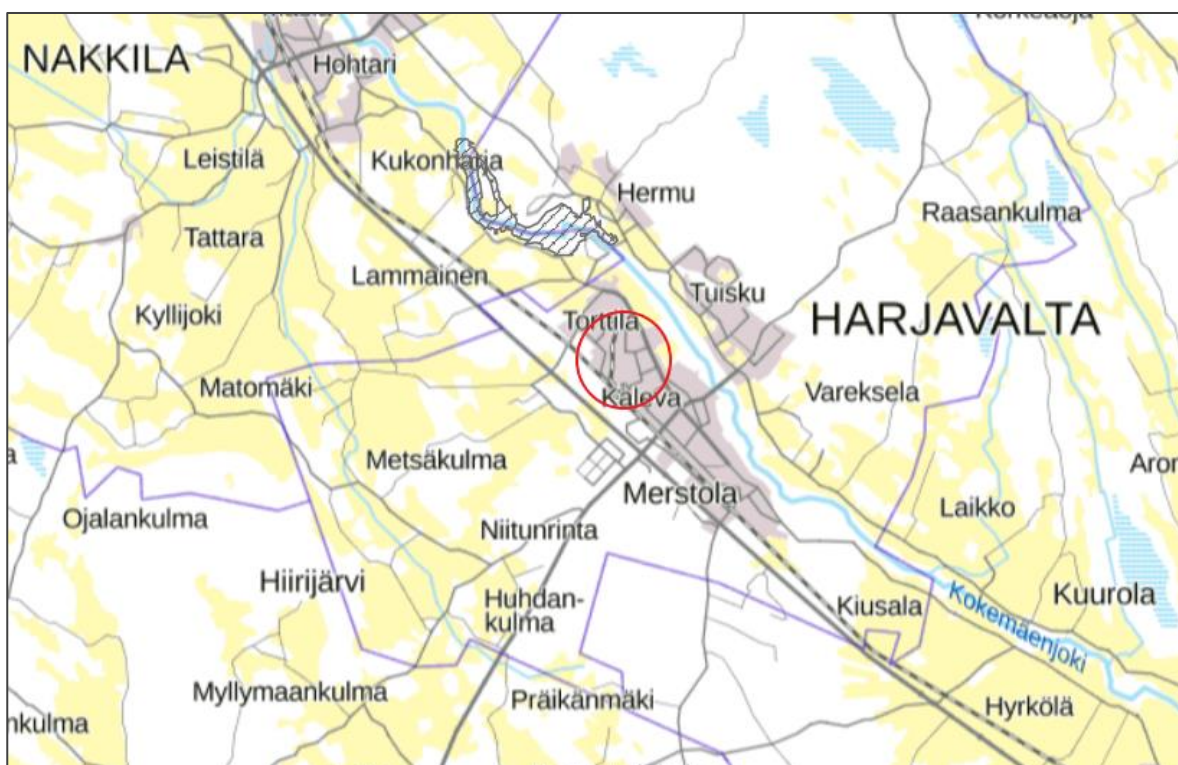 NAKKILA
Hohtari
Leistilä
Kukonharja
Hermu
Raasankulma
Tattara
Lammainen
Tuisku
Kyllijoki
Torttila
HARJAVALTA
Matomäki
Kaleva
Vareksela
Metsäkulma
Merstola
Laikko
Ojalankulma
Niitunrinta
Hiirijärvi
Huhdan-
kulma
Kiusala
Kokemäenjoki
Kuurola
Myllymaankulma
Präikänmäki
Hyrkölä